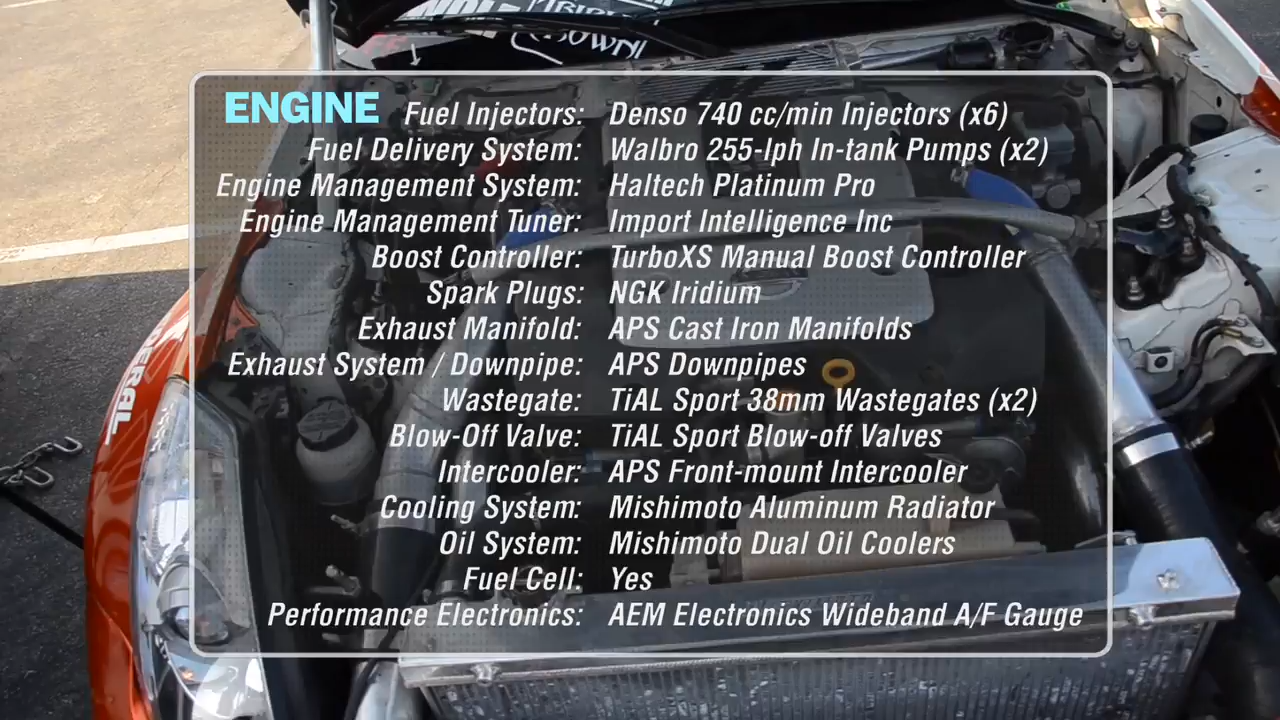 TRIPLE
CROWN
ENGINE
Fuel Injectors: Denso 740 cc/min Injectors (x6)
Fuel Delivery System: Walbro 255-lph In-tank Pumps (x2)
Engine Management System: Haltech Platinum Pro
Engine Management Tuner: Import Intelligence Inc
Boost Controller: TurboXS Manual Boost Controller
Spark Plugs: NGK Iridium
Exhaust Manifold: APS Cast Iron Manifolds
Exhaust System / Downpipe: APS Downpipes
Wastegate: TiAL Sport 38mm Wastegates (x2)
Blow-Off Valve: TiAL Sport Blow-off Valves
Intercooler: APS Front-mount Intercooler
Cooling System: Mishimoto Aluminum Radiator
Oil System: Mishimoto Dual Oil Coolers
Fuel Cell: Yes
Performance Electronics: AEM Electronics Wideband A/F Gauge